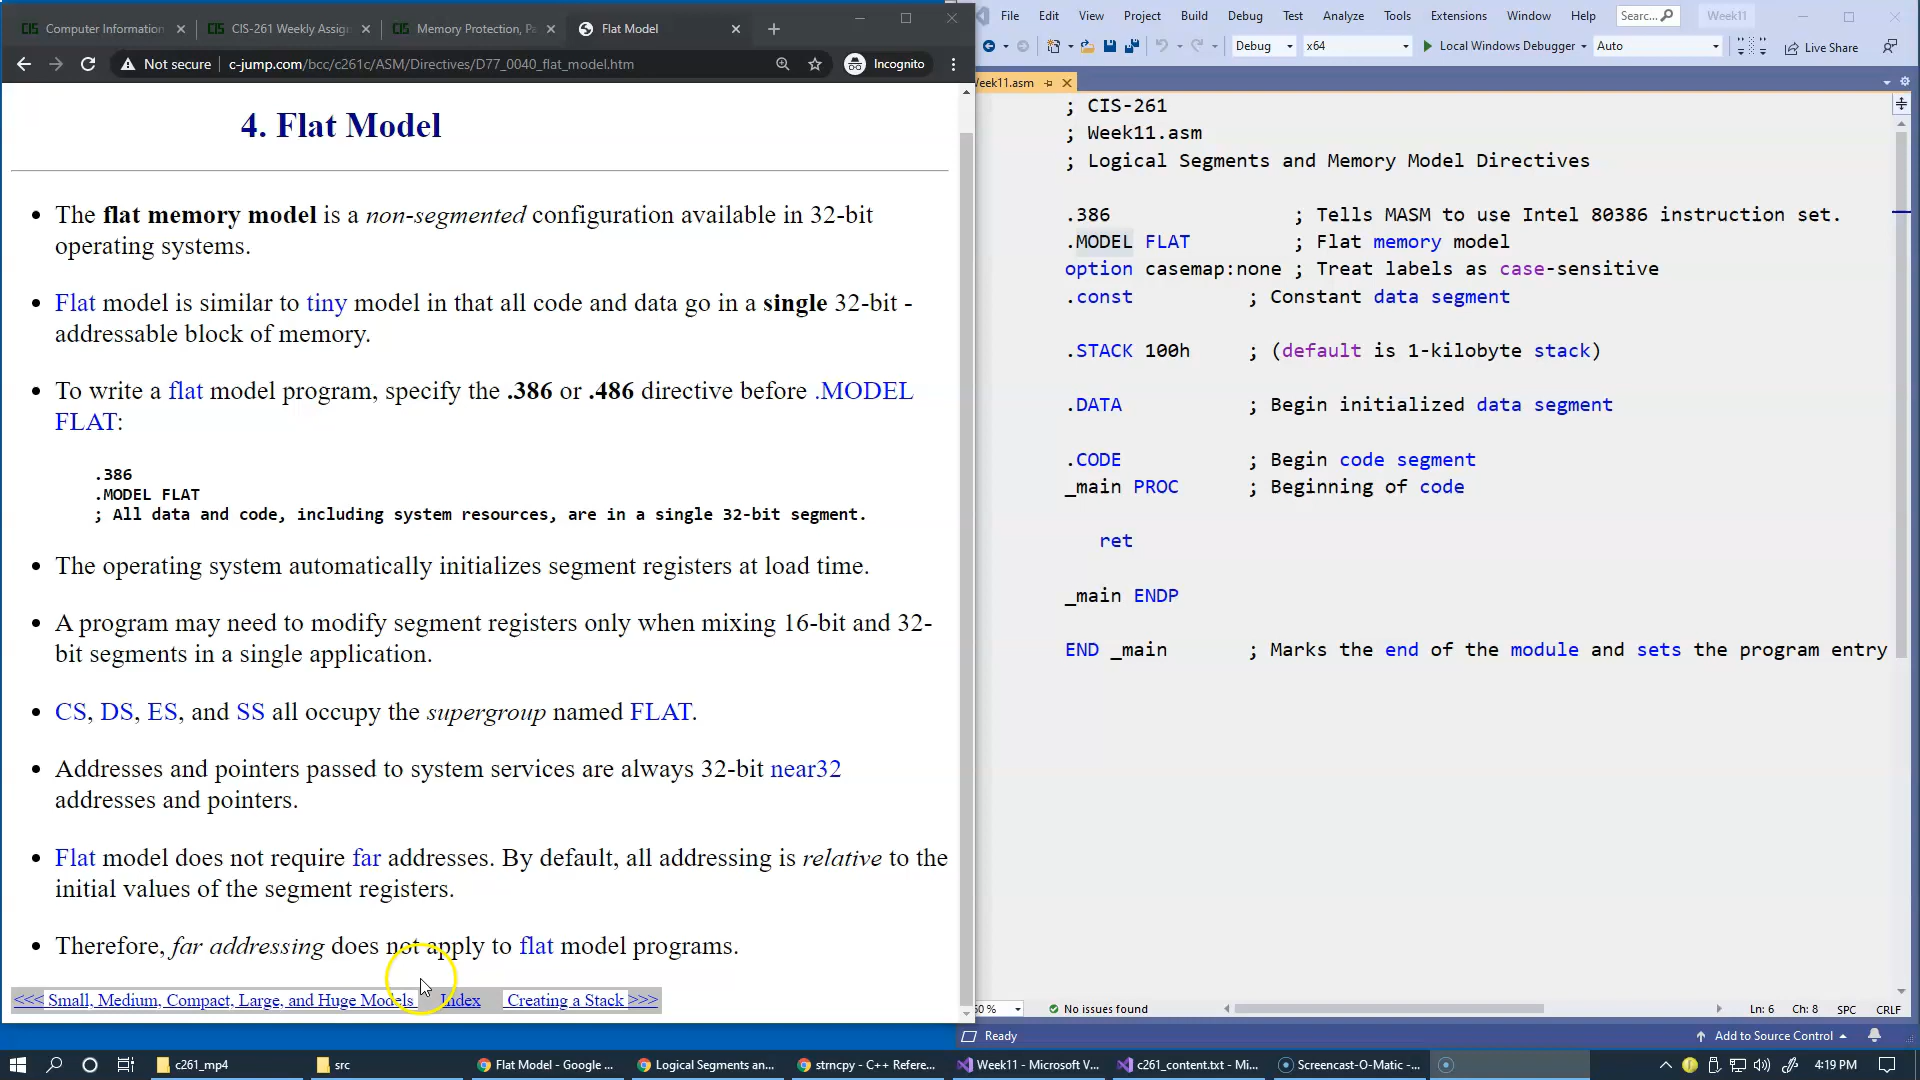 Computer Information
CIS-261 Weekly Assig
Memory Protection, Pa
Flat Model
Not secure
c-jump.com/bcc/c261c/ASM/Directives/D77_0040_flat_model.htm
Incognito
4. Flat Model
• The flat memory model is a non-segmented configuration available in 32-bit
operating systems.
• Flat model is similar to tiny model in that all code and data go in a single 32-bit -
addressable block of memory.
• To write a flat model program, specify the .386 or .486 directive before .MODEL
FLAT:
.386
.MODEL FLAT
; All data and code, including system resources, are in a single 32-bit segment.
• The operating system automatically initializes segment registers at load time.
• A program may need to modify segment registers only when mixing 16-bit and 32-
bit segments in a single application.
• CS, DS, ES, and SS all occupy the supergroup named FLAT.
• Addresses and pointers passed to system services are always 32-bit near32
addresses and pointers.
• Flat model does not require far addresses. By default, all addressing is relative to the
initial values of the segment registers.
• Therefore, far addressing does not apply to flat model programs.
<<< Small, Medium, Compact, Large, and Huge Models Index Creating a Stack >>>
File Edit View Project Build Debug Test Analyze Tools Extensions Window Help Searc... Week11
Debug x64 Local Windows Debugger Auto Live Share
eek11.asm
; CIS-261
; Week11.asm
; Logical Segments and Memory Model Directives
.386 ; Tells MASM to use Intel 80386 instruction set.
.MODEL FLAT ; Flat memory model
option casemap:none ; Treat labels as case-sensitive
.const ; Constant data segment
.STACK 100h ; (default is 1-kilobyte stack)
.DATA ; Begin initialized data segment
.CODE ; Begin code segment
_main PROC ; Beginning of code
ret
_main ENDP
END _main ; Marks the end of the module and sets the program entry
0 % No issues found Ln: 6 Ch: 8 SPC CRLF
Ready Add to Source Control
c261_mp4 src Flat Model - Google ... Logical Segments an... strncpy - C++ Refere... Week11 - Microsoft V... c261_content.txt - Mi... Screencast-O-Matic -... 4:19 PM